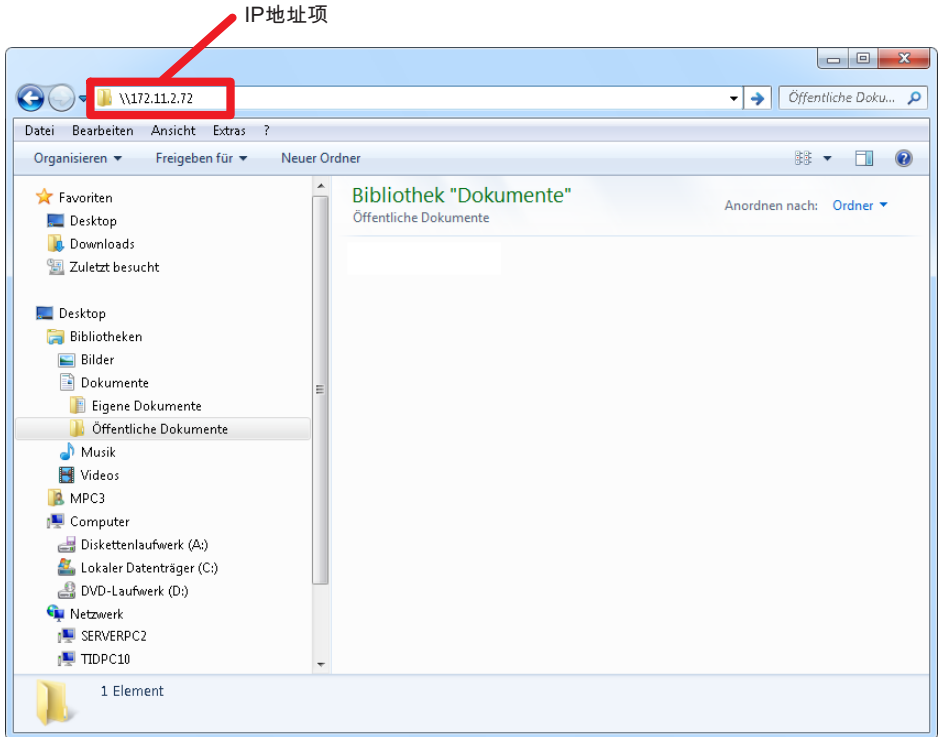 IP地址项
\\172.11.2.72
Öffentliche Doku...
Datei Bearbeiten Ansicht Extras ?
Organisieren Freigeben für Neuer Ordner
Favoriten
Desktop
Downloads
Zuletzt besucht
Desktop
Bibliotheken
Bilder
Dokumente
Eigene Dokumente
Öffentliche Dokumente
Musik
Videos
MPC3
Computer
Diskettenlaufwerk (A:)
Lokaler Datenträger (C:)
DVD-Laufwerk (D:)
Netzwerk
SERVERPC2
TIDPC10
Bibliothek "Dokumente"
Öffentliche Dokumente
Anordnen nach: Ordner
1 Element